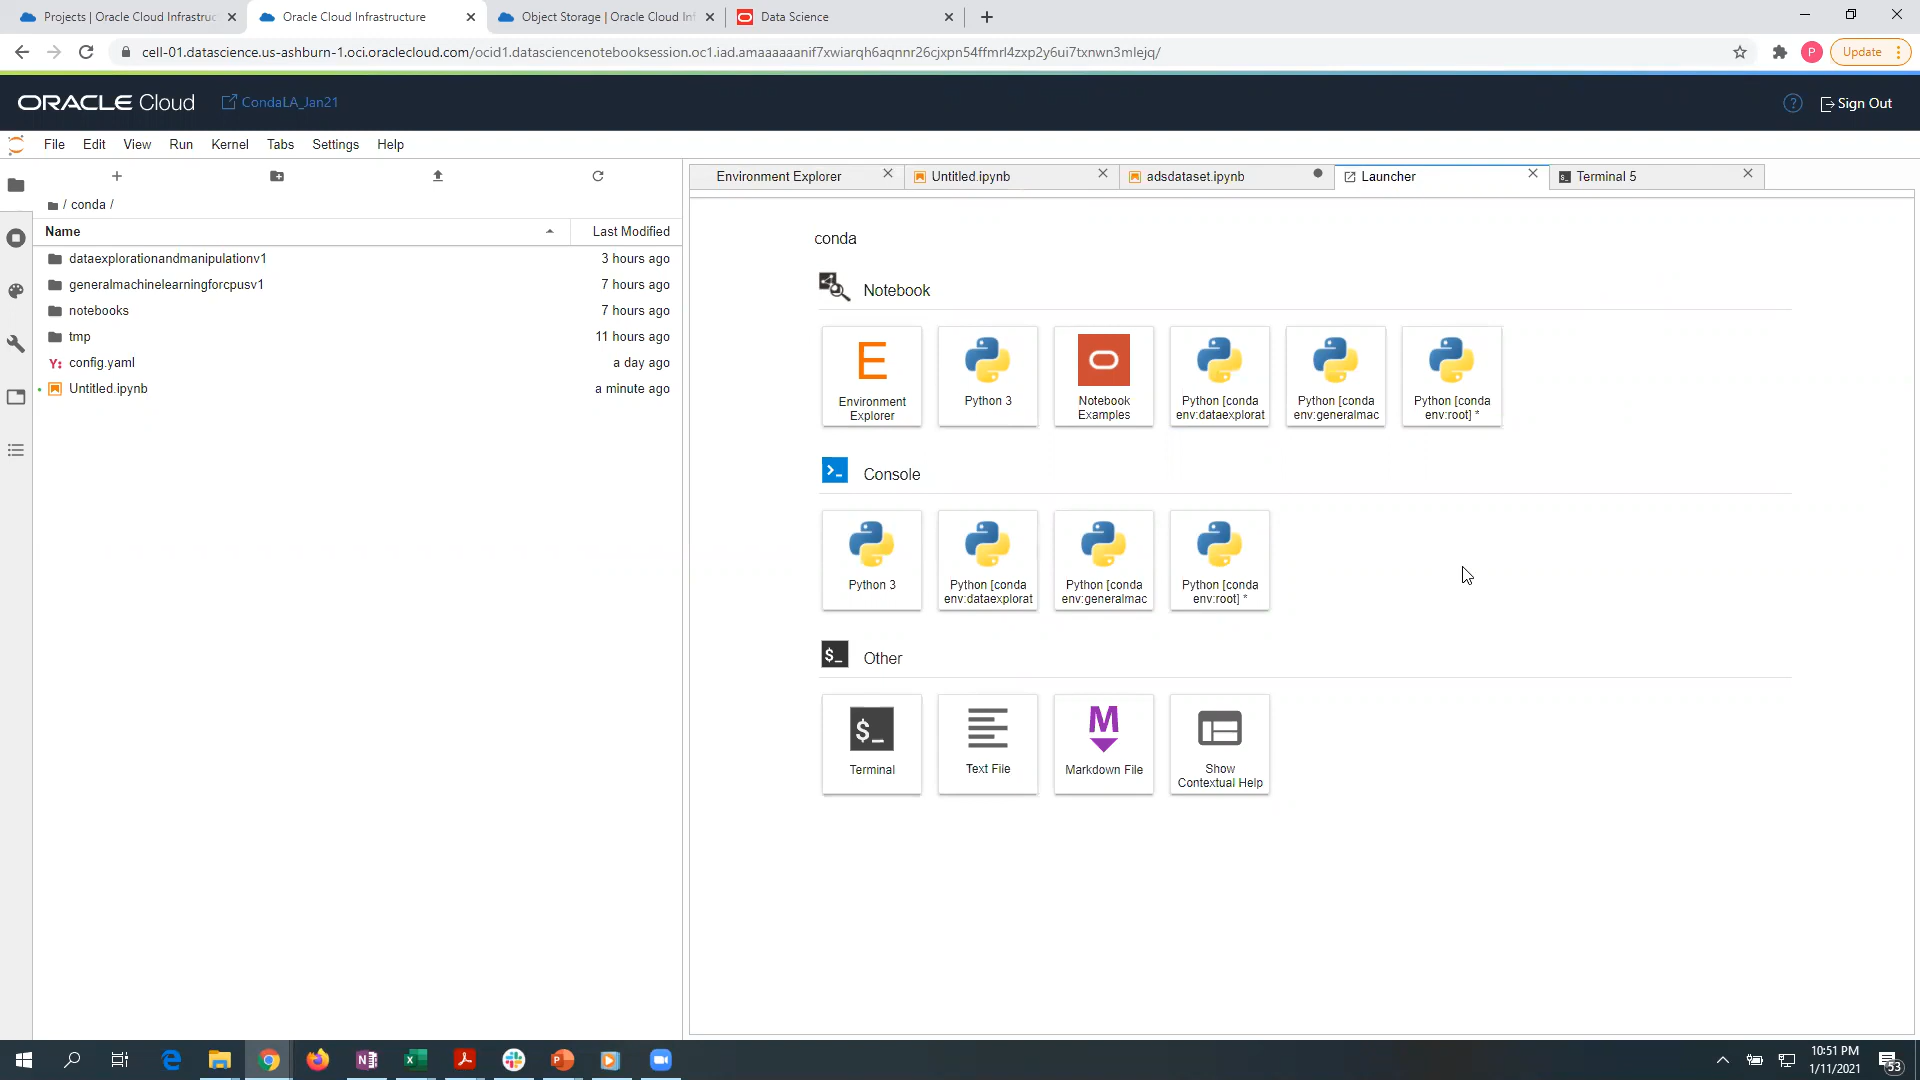 Projects | Oracle Cloud Infrastruc
Oracle Cloud Infrastructure
Object Storage | Oracle Cloud Inf
Data Science
cell-01.datascience.us-ashburn-1.oci.oraclecloud.com/ocid1.datasciencenotebooksession.oc1.iad.amaaaaaanif7xwiarqh6aqnnr26cjxpn54ffmrl4zxp2y6ui7txnwn3mlejq/
P
Update
ORACLE Cloud
CondaLA_Jan21
?
Sign Out
File Edit View Run Kernel Tabs Settings Help
Environment Explorer
Untitled.ipynb
adsdataset.ipynb
Launcher
Terminal 5
/ conda /
Name Last Modified
dataexplorationandmanipulationv1 3 hours ago
generalmachinelearningforcpusv1 7 hours ago
notebooks 7 hours ago
tmp 11 hours ago
Y: config.yaml a day ago
Untitled.ipynb a minute ago
conda
Notebook
E
Environment
Explorer
Python 3
Notebook
Examples
Python [conda
env:dataexplorat
Python [conda
env:generalmac
Python [conda
env:root] *
Console
Python 3
Python [conda
env:dataexplorat
Python [conda
env:generalmac
Python [conda
env:root] *
$_ Other
$_
Terminal
Text File
M
Markdown File
Show
Contextual Help
10:51 PM
1/11/2021
53